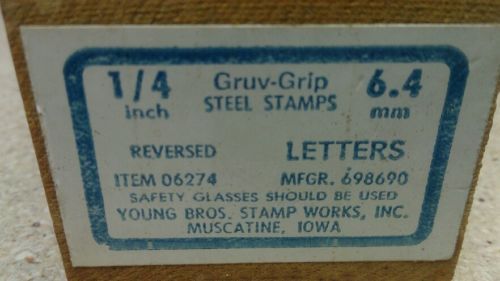 1/4 Gruv-Grip 6.4
inch STEEL STAMPS mm
REVERSED LETTERS
ITEM 06274 MFGR. 698690
SAFETY GLASSES SHOULD BE USED
YOUNG BROS. STAMP WORKS, INC.
MUSCATINE, IOWA